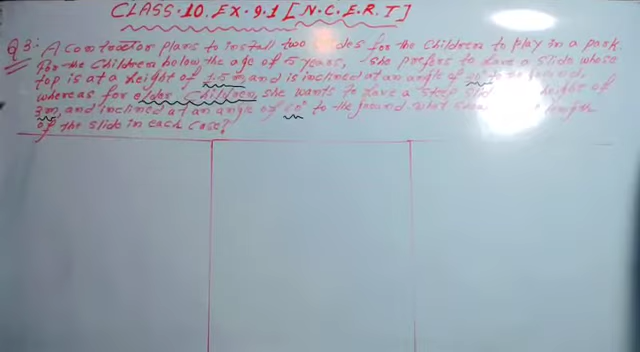 CLASS·10·EX·9·1[N·C·E·R·T]
Q3: A Contractor plans to install two slides for the Children to play in a park.
For the Children below the age of 5 years, she prefers to have a slide whose
top is at a height of 1·5 m, and is inclined at an angle of 30° to the ground,
whereas for elder Children she wants to have a steep height of
3m, and inclined at an angle of 60° to the ground. What length
of the slide in each Case?